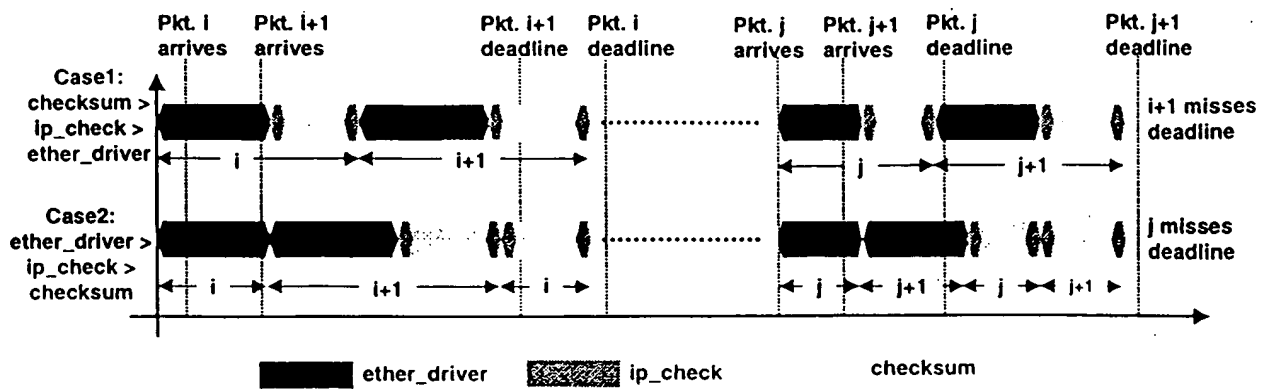 Pkt. i Pkt. i+1 Pkt. i+1 Pkt. i Pkt. j Pkt. j+1 Pkt. j Pkt. j+1
arrives arrives deadline deadline arrives arrives deadline deadline
Case1:
checksum >
ip_check >
ether_driver
i+1 misses
deadline
i i+1 j j+1
Case2:
ether_driver >
ip_check >
checksum
j misses
deadline
i i+1 i j j+1 j j+1
ether_driver ip_check checksum